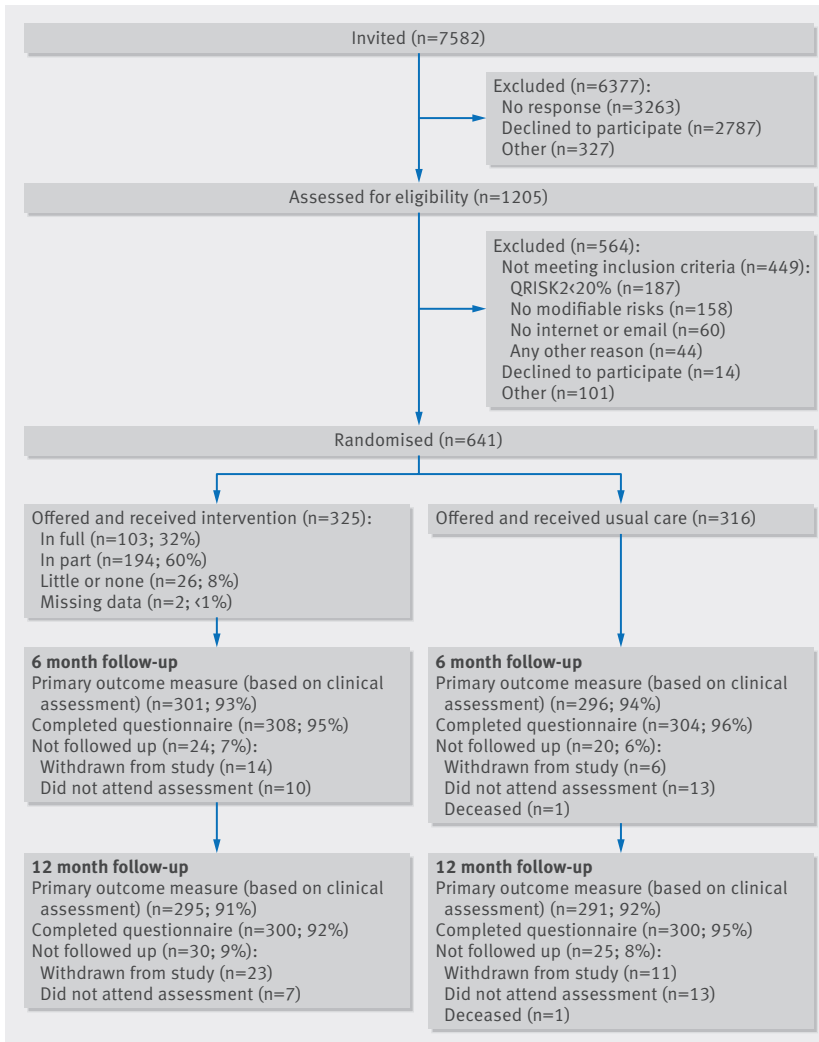 Invited (n=7582)
Excluded (n=6377):
No response (n=3263)
Declined to participate (n=2787)
Other (n=327)
Assessed for eligibility (n=1205)
Excluded (n=564):
Not meeting inclusion criteria (n=449):
QRISK2<20% (n=187)
No modifiable risks (n=158)
No internet or email (n=60)
Any other reason (n=44)
Declined to participate (n=14)
Other (n=101)
Randomised (n=641)
Offered and received intervention (n=325):
In full (n=103; 32%)
In part (n=194; 60%)
Little or none (n=26; 8%)
Missing data (n=2; <1%)
Offered and received usual care (n=316)
6 month follow-up
Primary outcome measure (based on clinical
assessment) (n=301; 93%)
Completed questionnaire (n=308; 95%)
Not followed up (n=24; 7%):
Withdrawn from study (n=14)
Did not attend assessment (n=10)
6 month follow-up
Primary outcome measure (based on clinical
assessment) (n=296; 94%)
Completed questionnaire (n=304; 96%)
Not followed up (n=20; 6%):
Withdrawn from study (n=6)
Did not attend assessment (n=13)
Deceased (n=1)
12 month follow-up
Primary outcome measure (based on clinical
assessment) (n=295; 91%)
Completed questionnaire (n=300; 92%)
Not followed up (n=30; 9%):
Withdrawn from study (n=23)
Did not attend assessment (n=7)
12 month follow-up
Primary outcome measure (based on clinical
assessment) (n=291; 92%)
Completed questionnaire (n=300; 95%)
Not followed up (n=25; 8%):
Withdrawn from study (n=11)
Did not attend assessment (n=13)
Deceased (n=1)